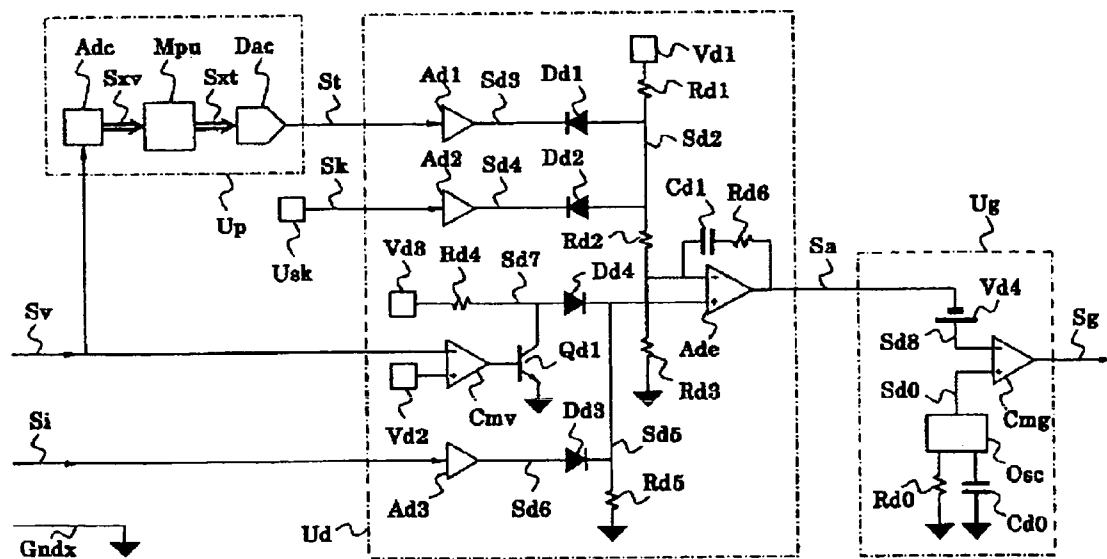 Adc
Mpu
Dac
Sxv
Sxt
St
Ad1
Sd3
Dd1
Vd1
Rd1
Sd2
Sk
Ad2
Sd4
Dd2
Up
Usk
Cd1
Rd6
Ug
Rd2
Vd8
Rd4
Sd7
Dd4
Sa
Vd4
Sv
Sd8
Sg
Qd1
Ade
Rd3
Sd0
Vd2
Cmv
Dd3
Cmg
Si
Sd5
Osc
Rd5
Rd0
Cd0
Ad3
Sd6
Ud
Gndx